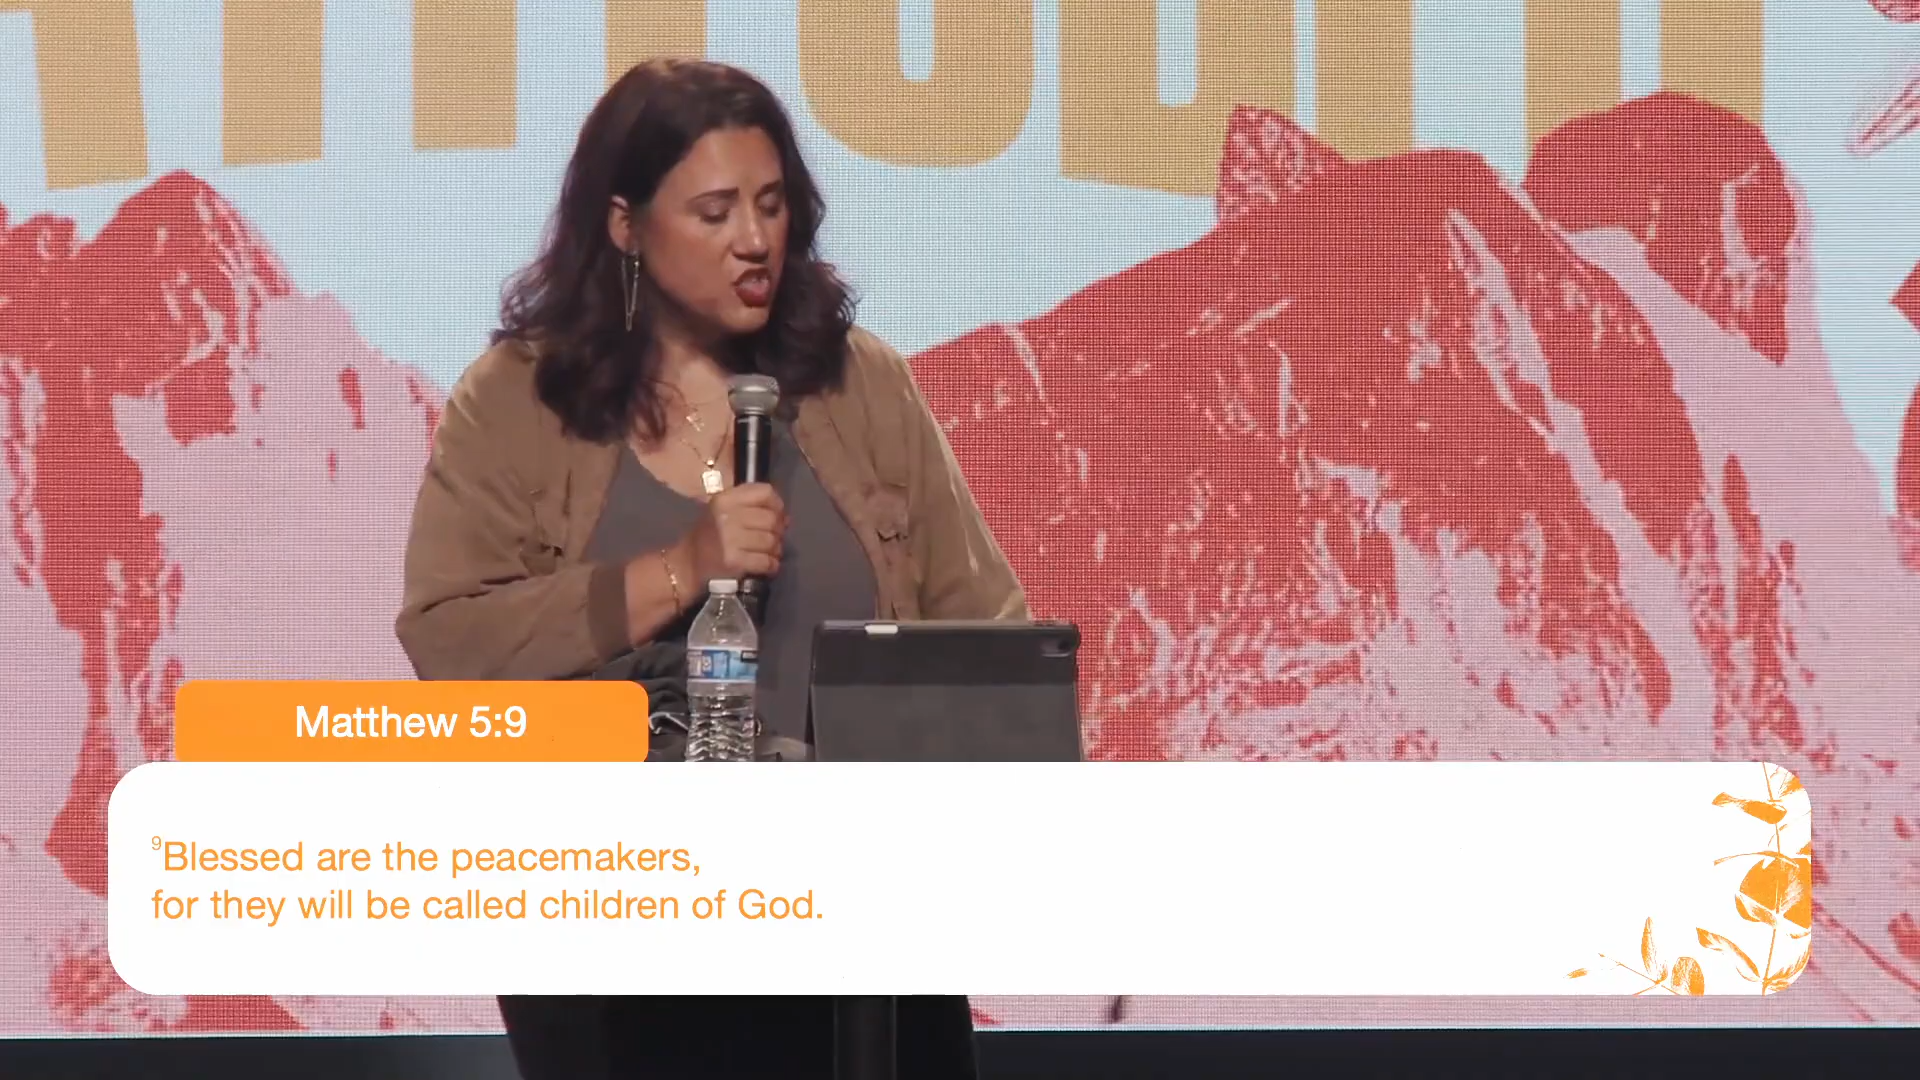 Matthew 5:9
9Blessed are the peacemakers,
for they will be called children of God.